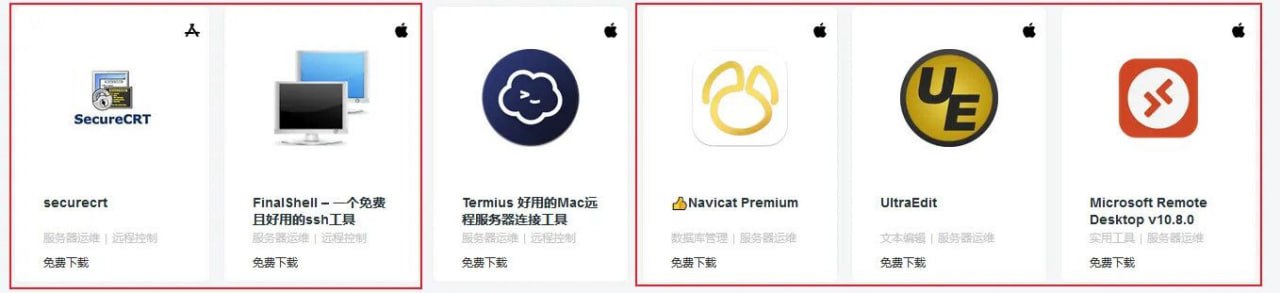 SecureCRT
UE
securecrt
服务器运维 | 远程控制
免费下载
FinalShell – 一个免费
且好用的ssh工具
服务器运维 | 远程控制
免费下载
Termius 好用的Mac远
程服务器连接工具
服务器运维 | 远程控制
免费下载
👍Navicat Premium
数据库管理 | 服务器运维
免费下载
UltraEdit
文本编辑 | 服务器运维
免费下载
Microsoft Remote
Desktop v10.8.0
实用工具 | 服务器运维
免费下载